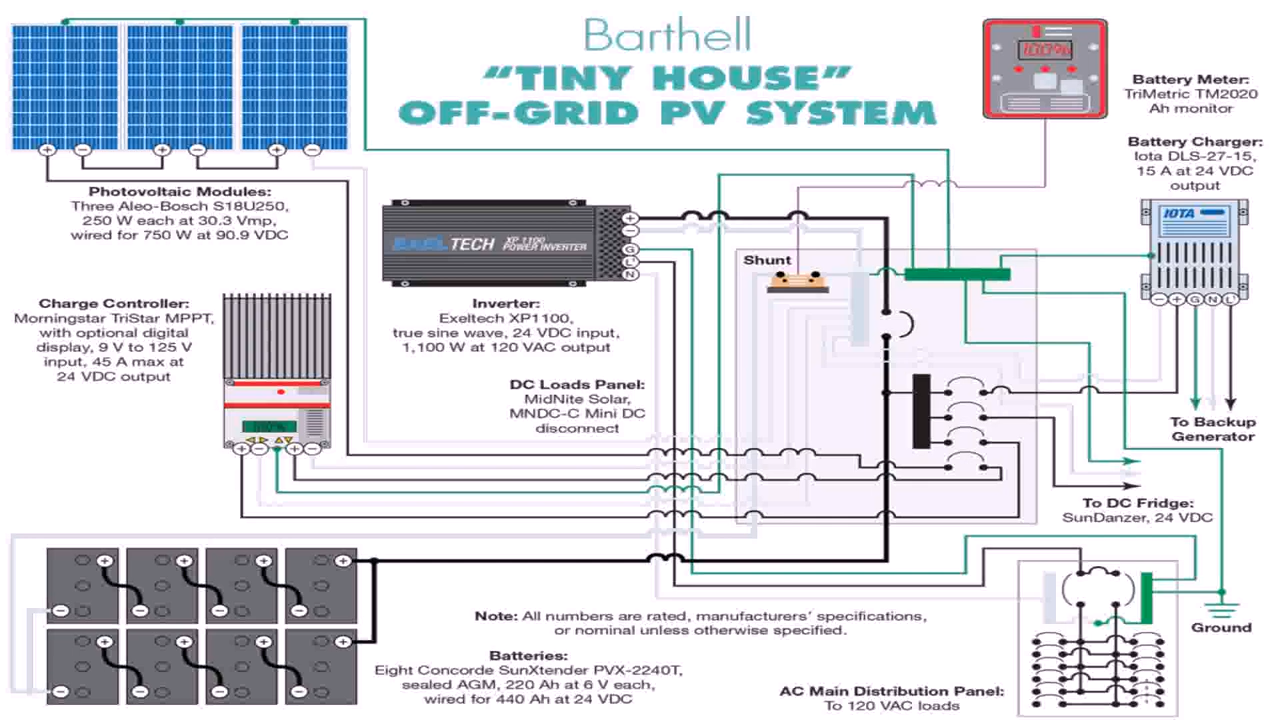 Barthell
“TINY HOUSE”
OFF-GRID PV SYSTEM
100%
Battery Meter:
TriMetric TM2020
Ah monitor
Battery Charger:
Iota DLS-27-15,
15 A at 24 VDC
output
IOTA
Photovoltaic Modules:
Three Aleo-Bosch S18U250,
250 W each at 30.3 Vmp,
wired for 750 W at 90.9 VDC
EXELTECH XP 1100
POWER INVERTER
+
−
G
L
N
Shunt
Inverter:
Exeltech XP1100,
true sine wave, 24 VDC input,
1,100 W at 120 VAC output
Charge Controller:
Morningstar TriStar MPPT,
with optional digital
display, 9 V to 125 V
input, 45 A max at
24 VDC output
− + G N L
DC Loads Panel:
MidNite Solar,
MNDC-C Mini DC
disconnect
To Backup
Generator
To DC Fridge:
SunDanzer, 24 VDC
Note: All numbers are rated, manufacturers′ specifications,
or nominal unless otherwise specified.
Ground
Batteries:
Eight Concorde SunXtender PVX-2240T,
sealed AGM, 220 Ah at 6 V each,
wired for 440 Ah at 24 VDC
AC Main Distribution Panel:
To 120 VAC loads